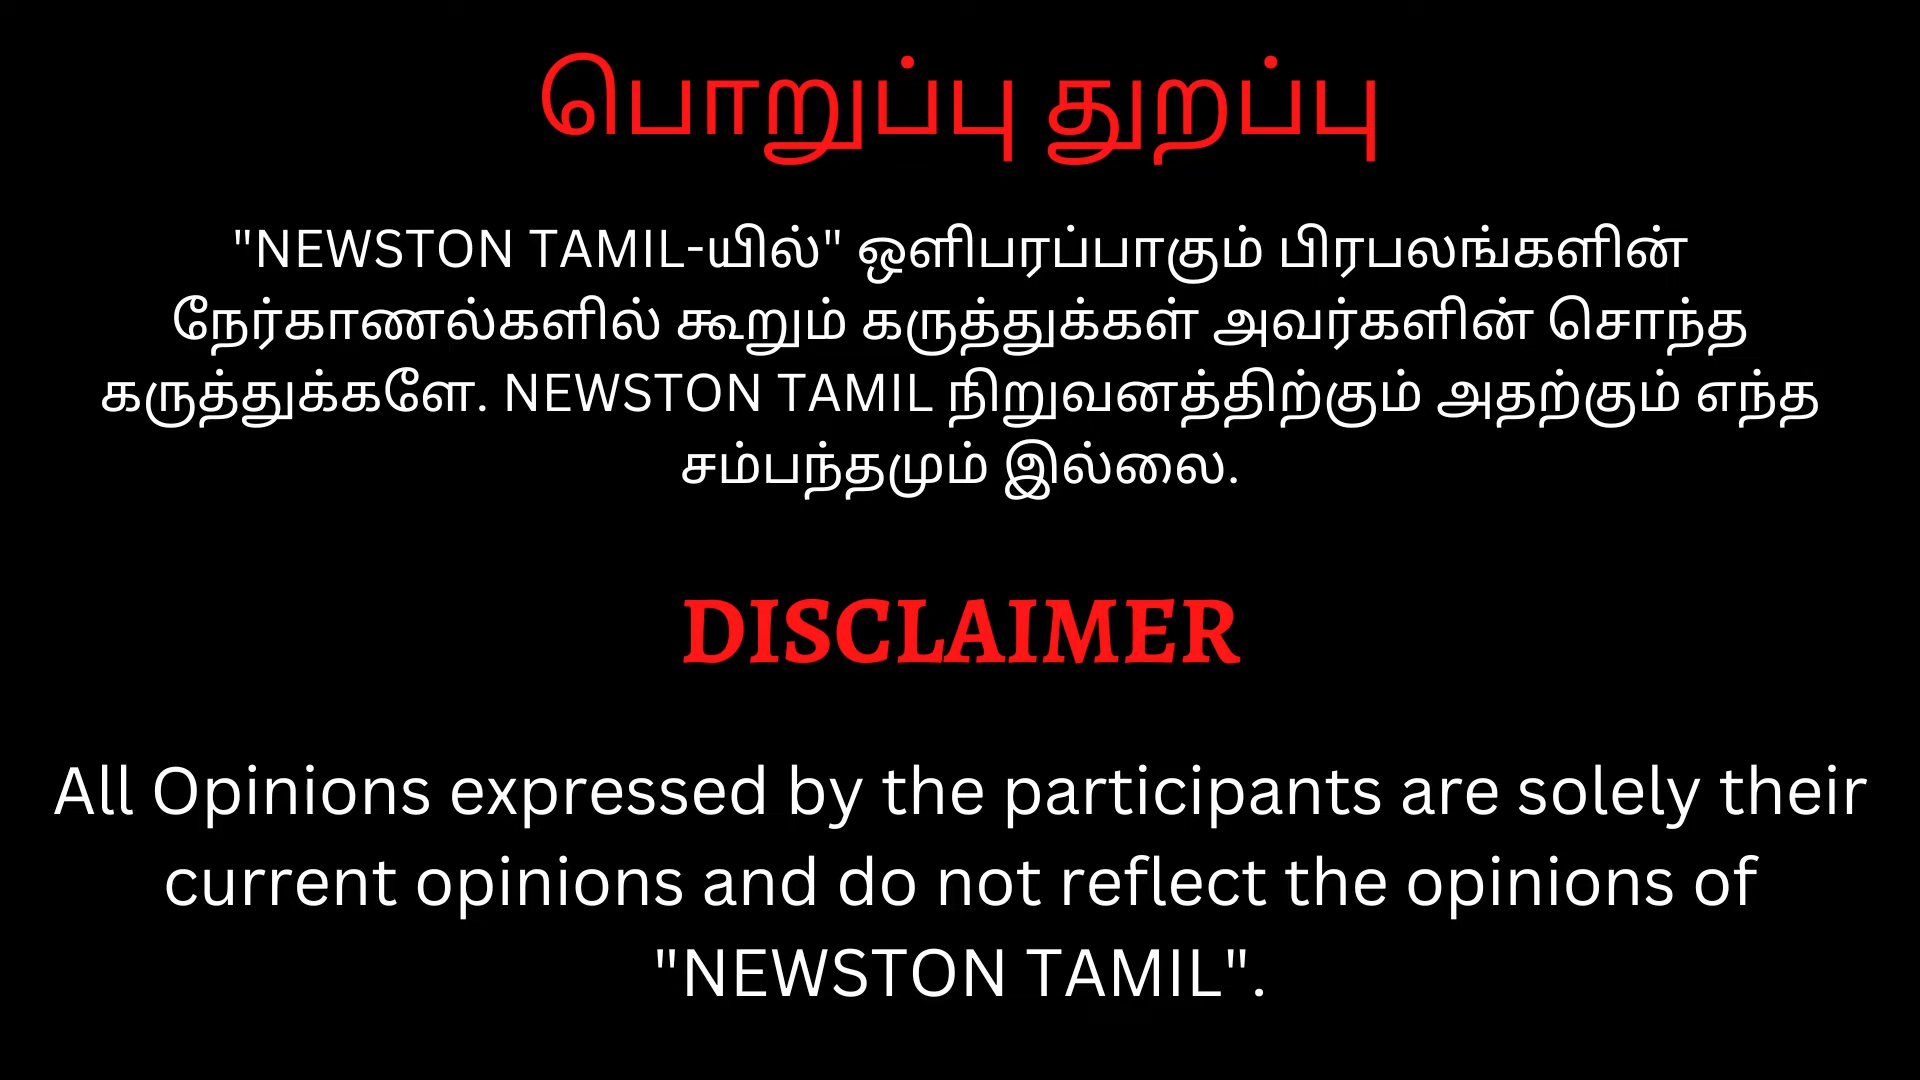 பொறுப்பு துறப்பு
"NEWSTON TAMIL-யில்" ஒளிபரப்பாகும் பிரபலங்களின்
நேர்காணல்களில் கூறும் கருத்துக்கள் அவர்களின் சொந்த
கருத்துக்களே. NEWSTON TAMIL நிறுவனத்திற்கும் அதற்கும் எந்த
சம்பந்தமும் இல்லை.
DISCLAIMER
All Opinions expressed by the participants are solely their
current opinions and do not reflect the opinions of
"NEWSTON TAMIL".